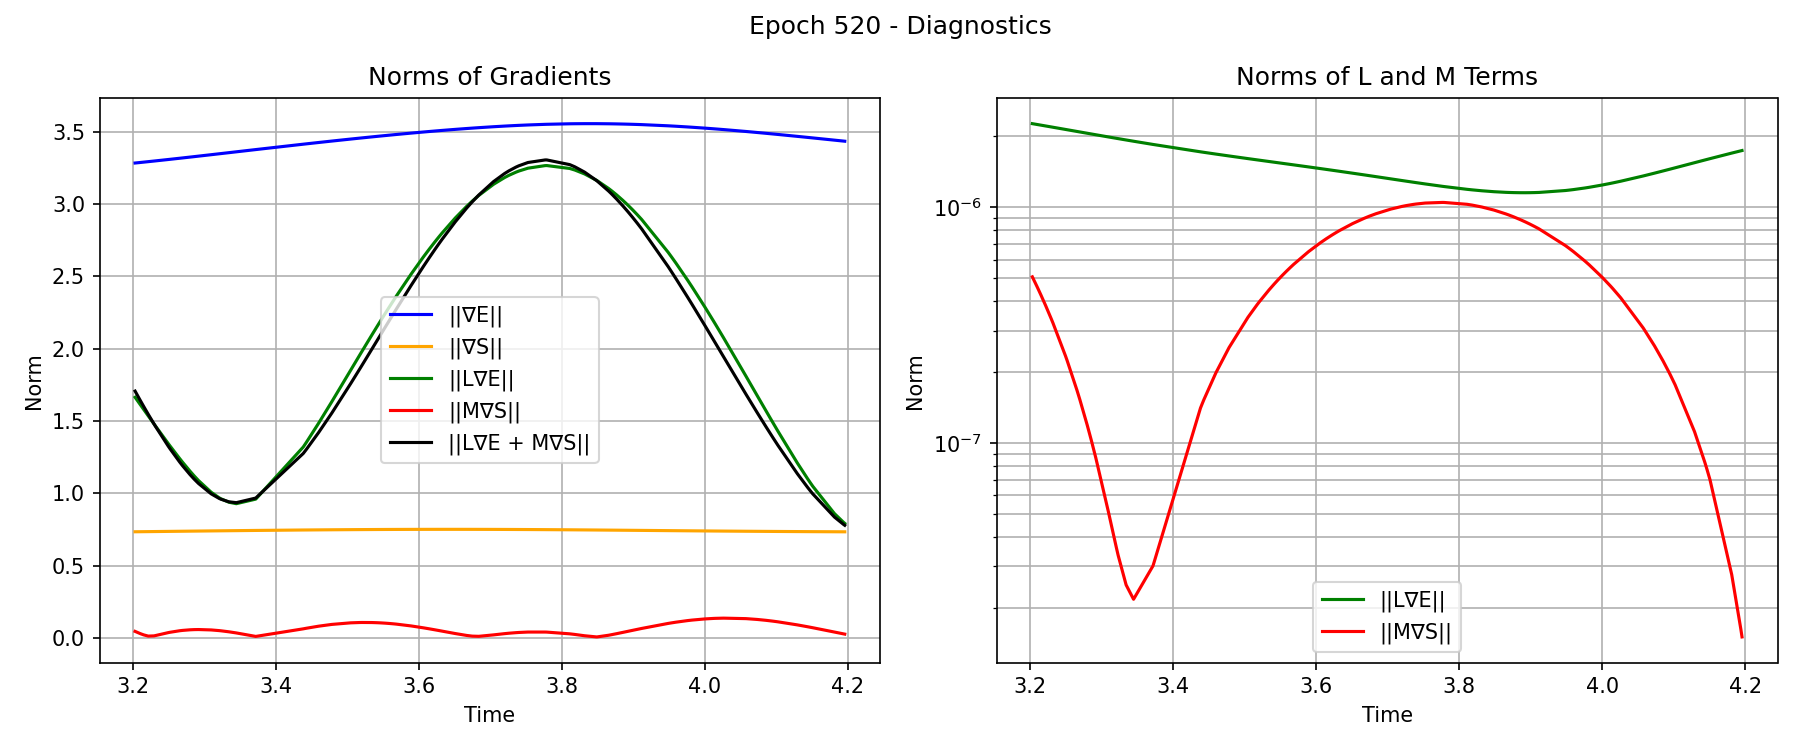 Epoch 520 - Diagnostics
Norms of Gradients
Norm
3.5
3.0
2.5
2.0
1.5
1.0
0.5
0.0
||∇E||
||∇S||
||L∇E||
||M∇S||
||L∇E + M∇S||
3.2 3.4 3.6 3.8 4.0 4.2
Time
Norms of L and M Terms
Norm
10⁻⁶
10⁻⁷
||L∇E||
||M∇S||
3.2 3.4 3.6 3.8 4.0 4.2
Time